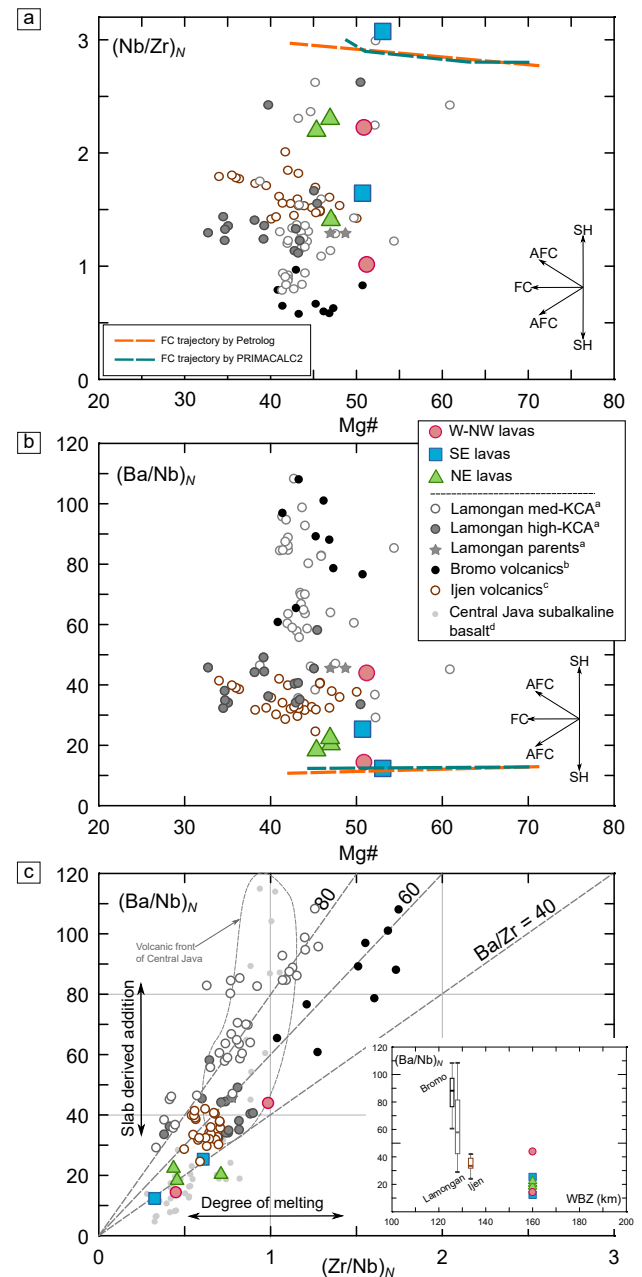 a
(Nb/Zr)N
3
2
1
0
SH
AFC
FC
AFC
SH
FC trajectory by Petrolog
FC trajectory by PRIMACALC2
20 30 40 50 60 70 80
Mg#
b
(Ba/Nb)N
120
100
80
60
40
20
0
W-NW lavas
SE lavas
NE lavas
Lamongan med-KCAa
Lamongan high-KCAa
Lamongan parentsa
Bromo volcanicsb
Ijen volcanicsc
Central Java subalkaline
basaltd
SH
AFC
FC
AFC
SH
20 30 40 50 60 70 80
Mg#
c
(Ba/Nb)N
120
100
80
60
40
20
0
80
60
Ba/Zr = 40
Volcanic front
of Central Java
Slab derived addition
Degree of melting
(Ba/Nb)N
120
100
80
60
40
20
Bromo
Lamongan
Ijen
WBZ (km)
100 120 140 160 180 200
0 1 2 3
(Zr/Nb)N